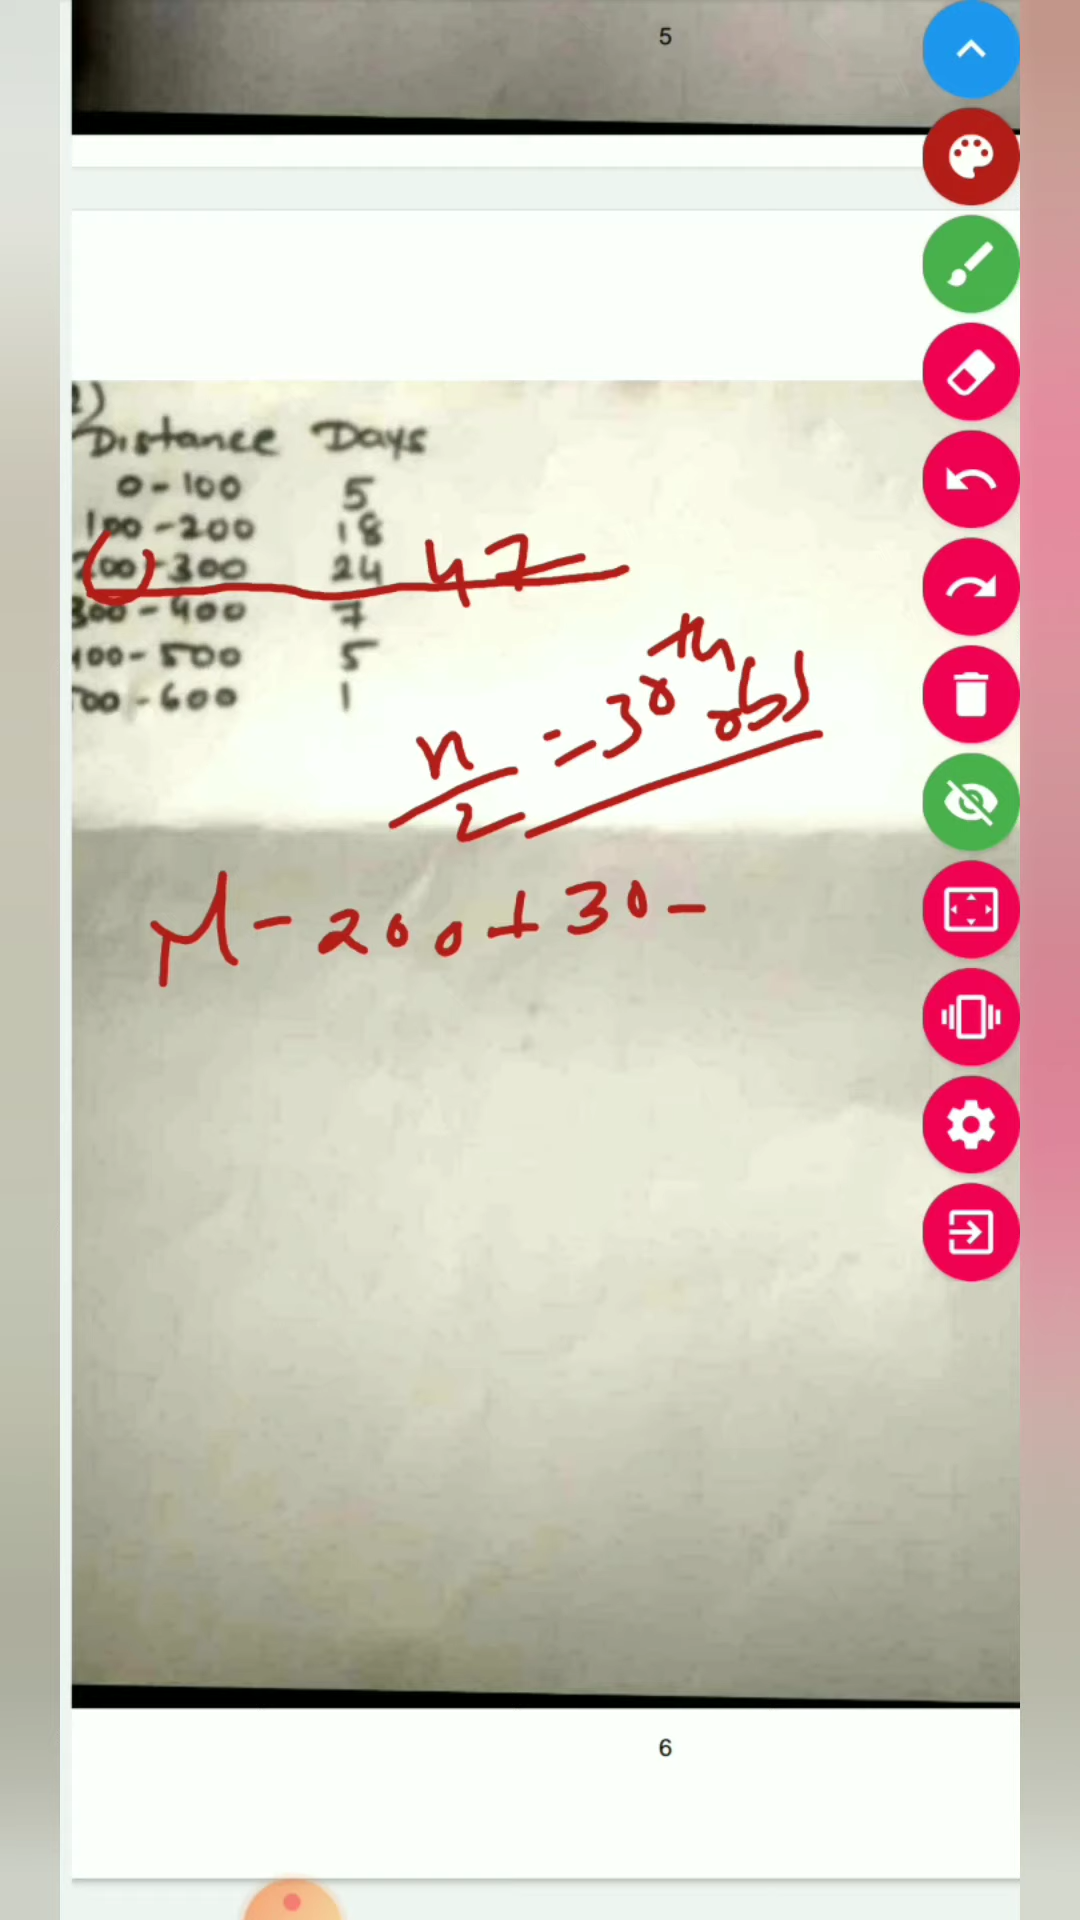 5
2)
Distance Days
0-100 5
100-200 18
200-300 24 47
300-400 7
400-500 5
500-600 1
n/2 = 30th obs
M - 200 + 30 -
6